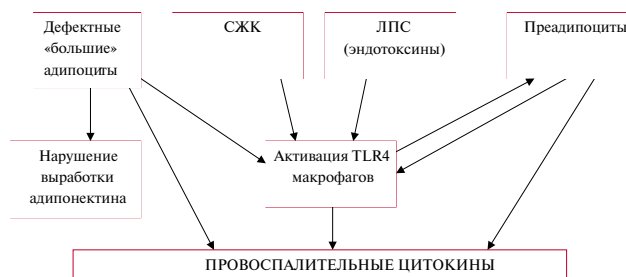 Дефектные
«большие»
адипоциты
СЖК
ЛПС
(эндотоксины)
Преадипоциты
Нарушение
выработки
адипонектина
Активация TLR4
макрофагов
ПРОВОСПАЛИТЕЛЬНЫЕ ЦИТОКИНЫ